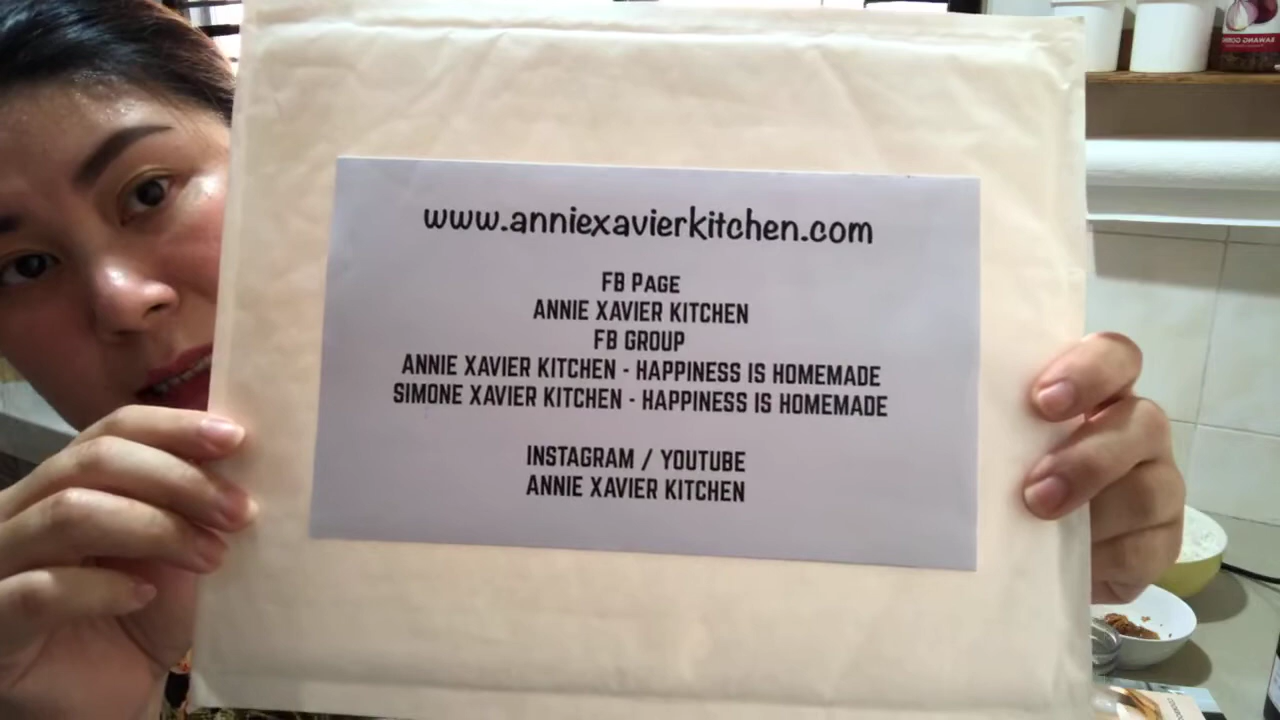 www.anniexavierkitchen.com
FB PAGE
ANNIE XAVIER KITCHEN
FB GROUP
ANNIE XAVIER KITCHEN - HAPPINESS IS HOMEMADE
SIMONE XAVIER KITCHEN - HAPPINESS IS HOMEMADE
INSTAGRAM / YOUTUBE
ANNIE XAVIER KITCHEN